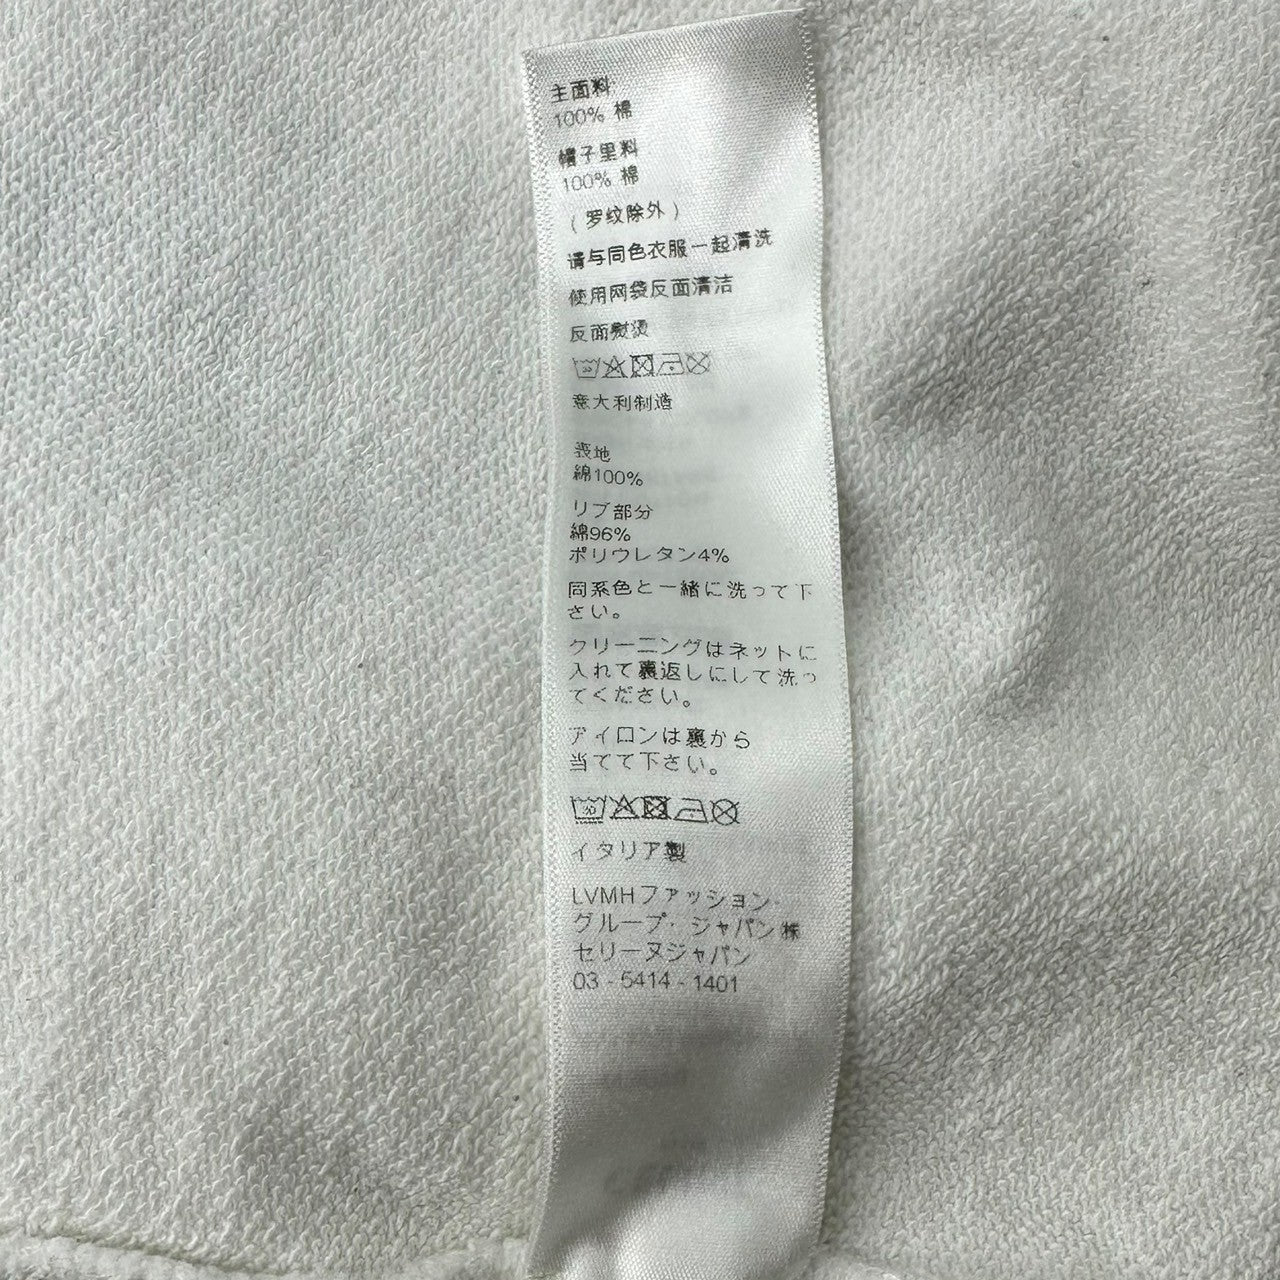 主面料
100% 棉
帽子里料
100% 棉
（罗纹除外）
请与同色衣服一起清洗
使用网袋反面清洁
反面熨烫
意大利制造
表地
綿100%
リブ部分
綿96%
ポリウレタン4%
同系色と一緒に洗って下
さい。
クリーニングはネットに
入れて裏返しにして洗っ
てください。
アイロンは裏から
当てて下さい。
30
イタリア製
LVMHファッション・
グループ・ジャパン株
セリーヌジャパン
03 - 5414 - 1401